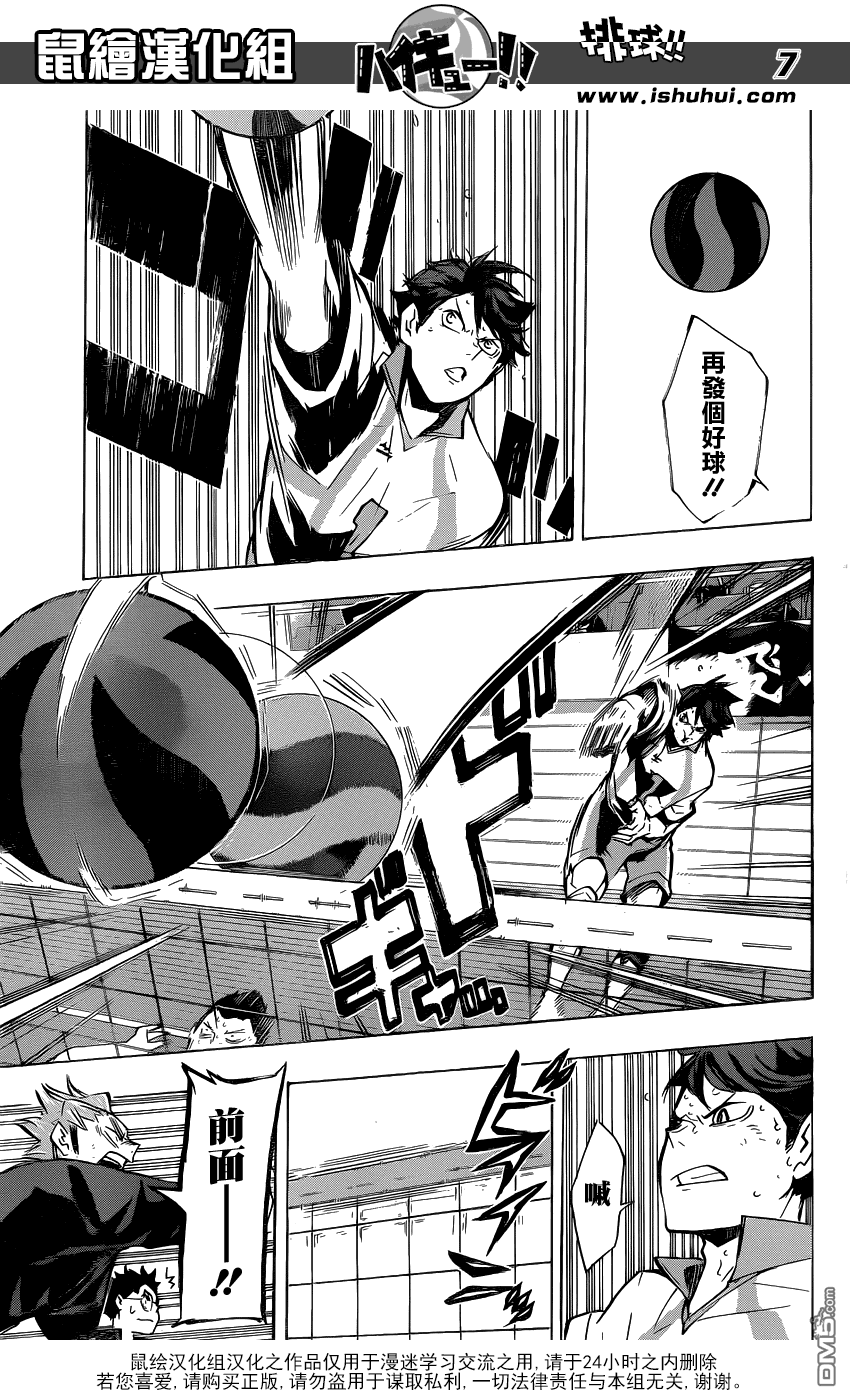 鼠繪漢化組
ハイキュー!!
排球!!
7
www.ishuhui.com
再發個好球!!
喊
前面——!!
鼠绘汉化组汉化之作品仅用于漫迷学习交流之用, 请于24小时之内删除
若您喜爱, 请购买正版, 请勿盗用于谋取私利, 一切法律责任与本组无关, 谢谢。
DM5.com